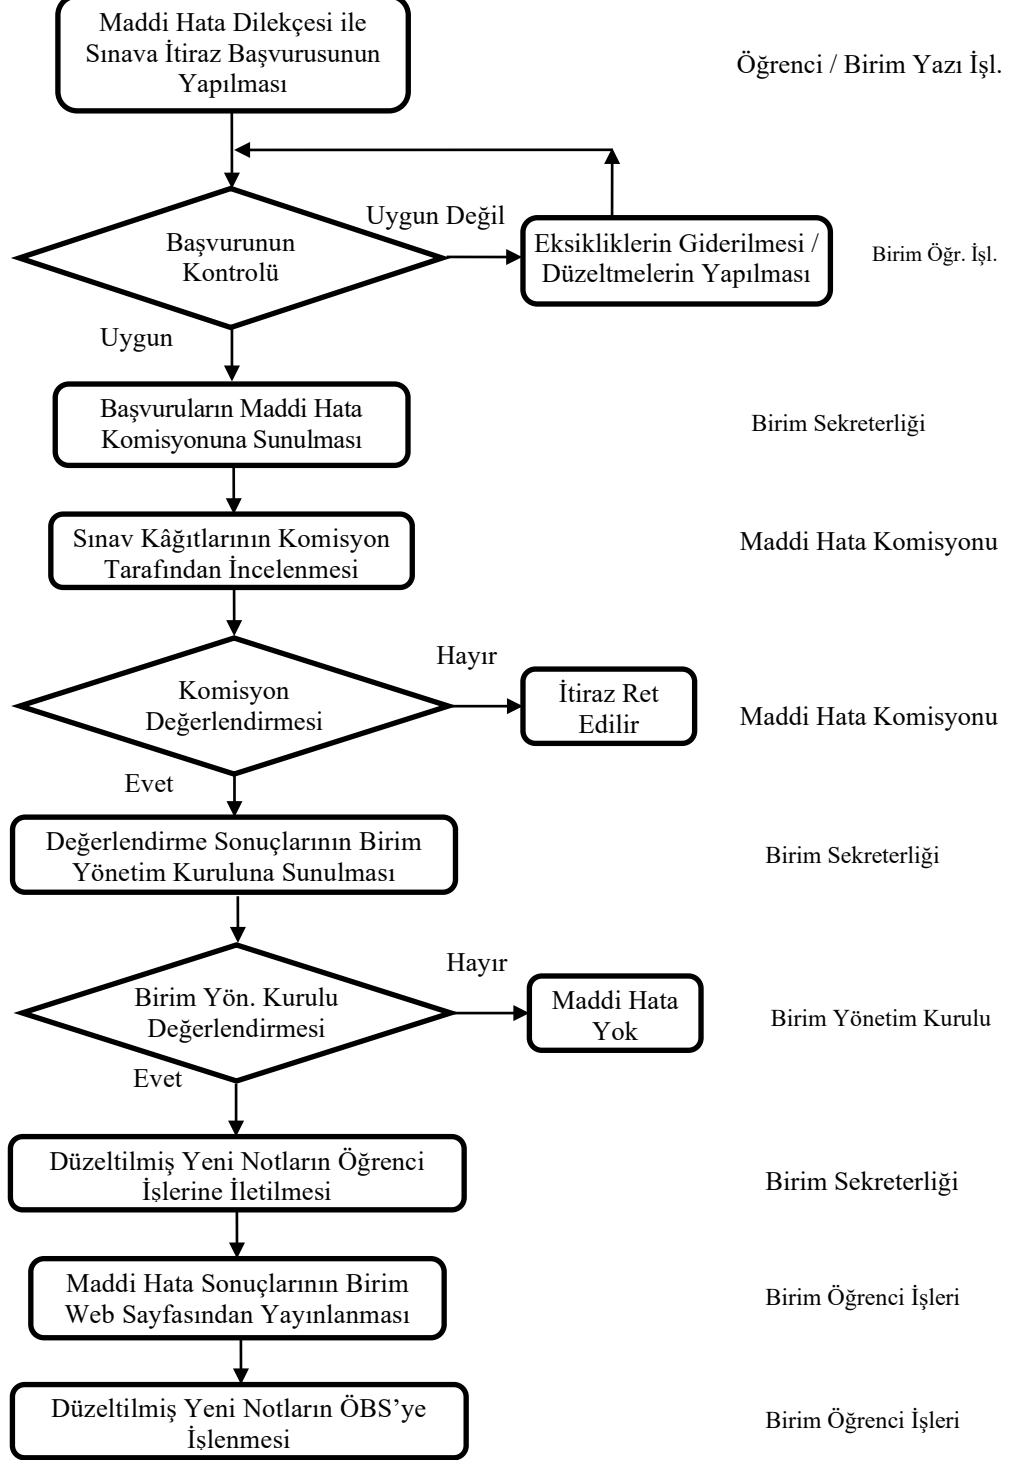 Maddi Hata Dilekçesi ile
Sınava İtiraz Başvurusunun
Yapılması
Öğrenci / Birim Yazı İşl.
Uygun Değil
Başvurunun
Kontrolü
Eksikliklerin Giderilmesi /
Düzeltmelerin Yapılması
Birim Öğr. İşl.
Uygun
Başvuruların Maddi Hata
Komisyonuna Sunulması
Birim Sekreterliği
Sınav Kâğıtlarının Komisyon
Tarafından İncelenmesi
Maddi Hata Komisyonu
Hayır
Komisyon
Değerlendirmesi
İtiraz Ret
Edilir
Maddi Hata Komisyonu
Evet
Değerlendirme Sonuçlarının Birim
Yönetim Kuruluna Sunulması
Birim Sekreterliği
Hayır
Birim Yön. Kurulu
Değerlendirmesi
Maddi Hata
Yok
Birim Yönetim Kurulu
Evet
Düzeltilmiş Yeni Notların Öğrenci
İşlerine İletilmesi
Birim Sekreterliği
Maddi Hata Sonuçlarının Birim
Web Sayfasından Yayınlanması
Birim Öğrenci İşleri
Düzeltilmiş Yeni Notların ÖBS’ye
İşlenmesi
Birim Öğrenci İşleri